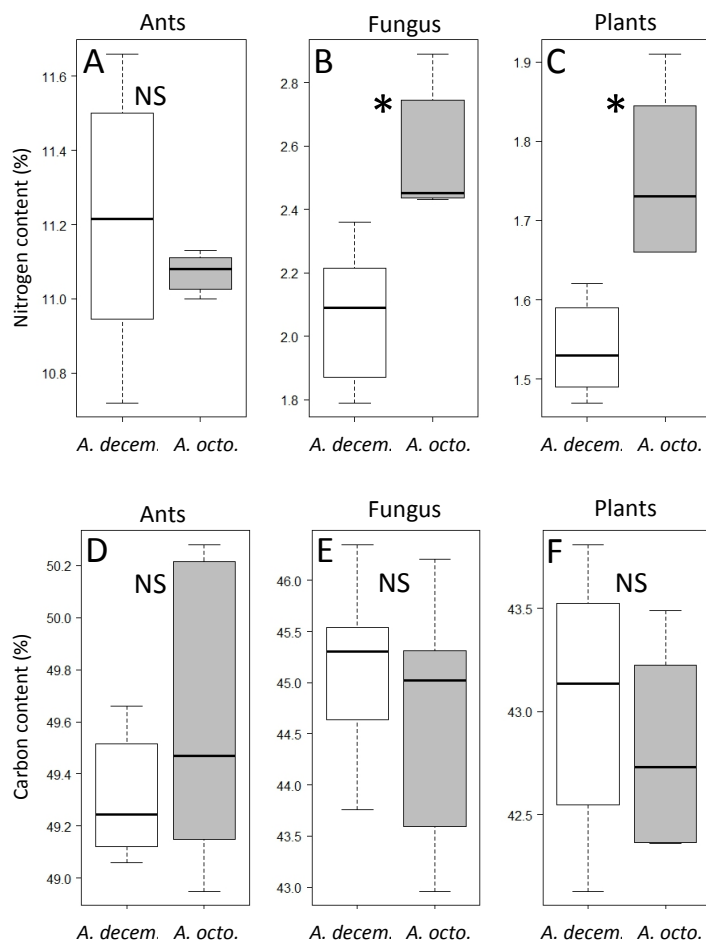 Ants
Fungus
Plants
Nitrogen content (%)
A
NS
11.6
11.4
11.2
11.0
10.8
B
*
2.8
2.6
2.4
2.2
2.0
1.8
C
*
1.9
1.8
1.7
1.6
1.5
A. decem. A. octo.
A. decem. A. octo.
A. decem. A. octo.
Ants
Fungus
Plants
Carbon content (%)
D
NS
50.2
50.0
49.8
49.6
49.4
49.2
49.0
E
NS
46.0
45.5
45.0
44.5
44.0
43.5
43.0
F
NS
43.5
43.0
42.5
A. decem. A. octo.
A. decem. A. octo.
A. decem. A. octo.